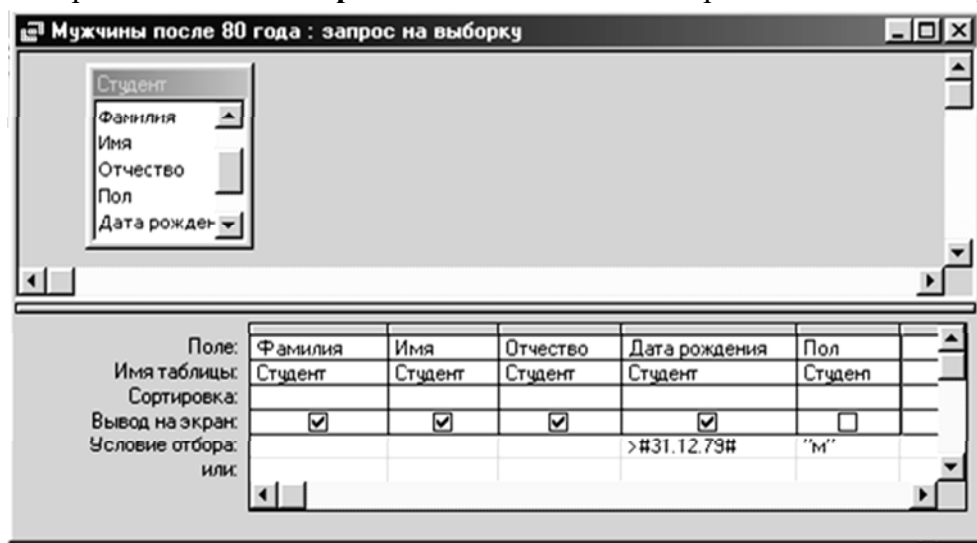 Мужчины после 80 года : запрос на выборку
Студент
Фамилия
Имя
Отчество
Пол
Дата рожден
Поле: Фамилия Имя Отчество Дата рождения Пол
Имя таблицы: Студент Студент Студент Студент Студент
Сортировка:
Вывод на экран:
Условие отбора: >#31.12.79# "м"
или: